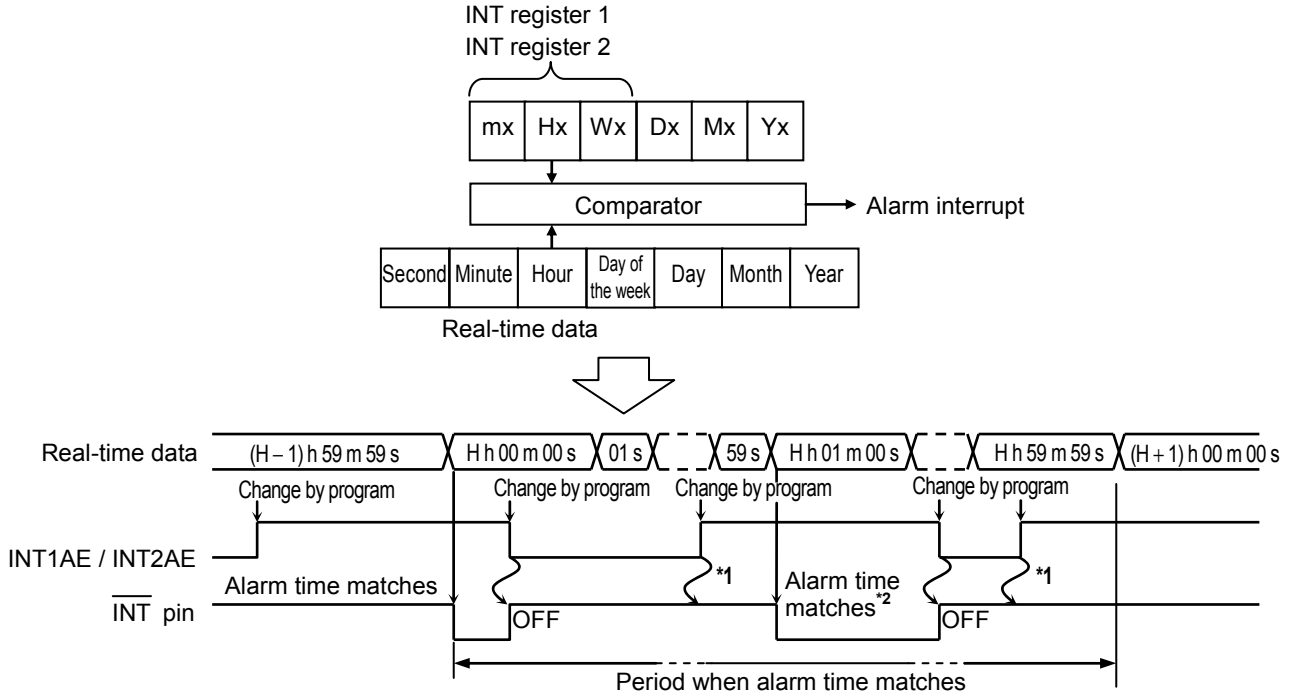 INT register 1
INT register 2
mx Hx Wx Dx Mx Yx
Comparator
Alarm interrupt
Second Minute Hour Day of the week Day Month Year
Real-time data
Real-time data (H − 1) h 59 m 59 s H h 00 m 00 s 01 s 59 s H h 01 m 00 s H h 59 m 59 s (H + 1) h 00 m 00 s
Change by program Change by program Change by program Change by program
INT1AE / INT2AE
*1 *1
Alarm time matches
Alarm time
matches*2
INT pin
OFF OFF
Period when alarm time matches